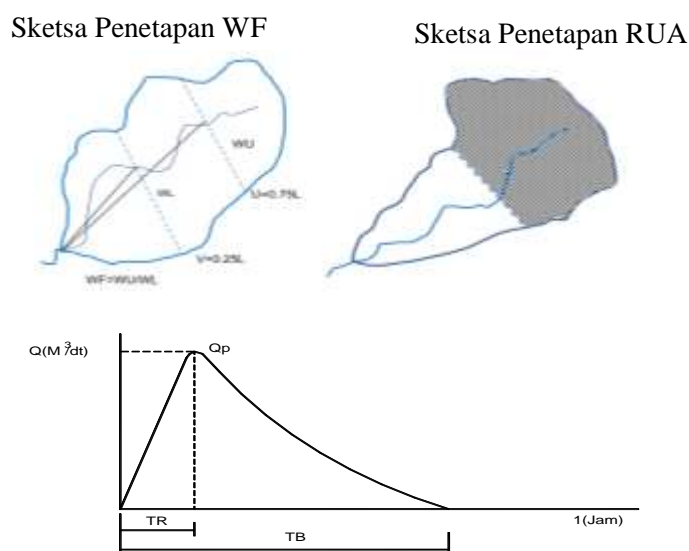 Sketsa Penetapan WF
Sketsa Penetapan RUA
WU
WL
U=0.75L
V=0.25L
WF=WU/WL
Q(M³/dt)
Qp
1(Jam)
TR
TB